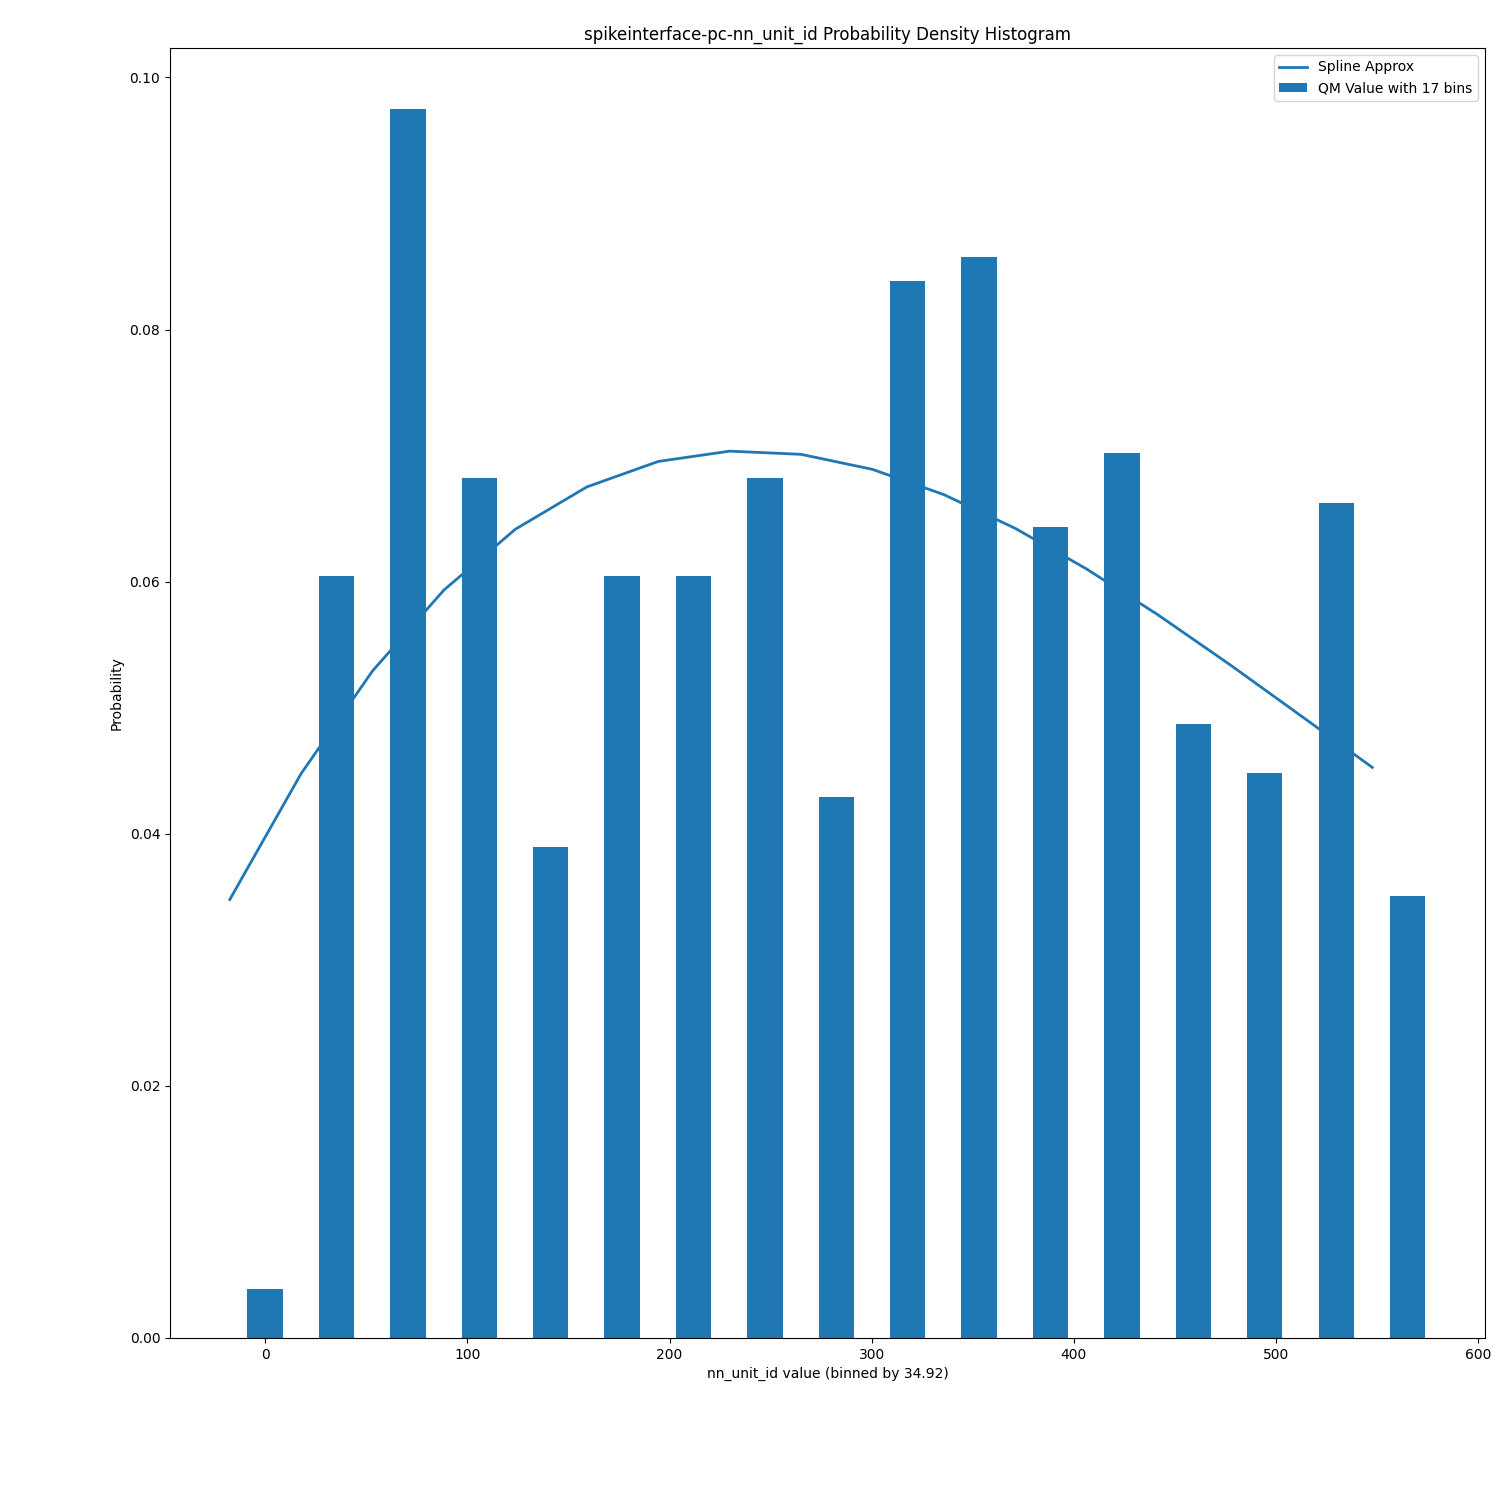 spikeinterface-pc-nn_unit_id Probability Density Histogram
Spline Approx
QM Value with 17 bins
0.10
0.08
0.06
0.04
0.02
0.00
Probability
0 100 200 300 400 500 600
nn_unit_id value (binned by 34.92)